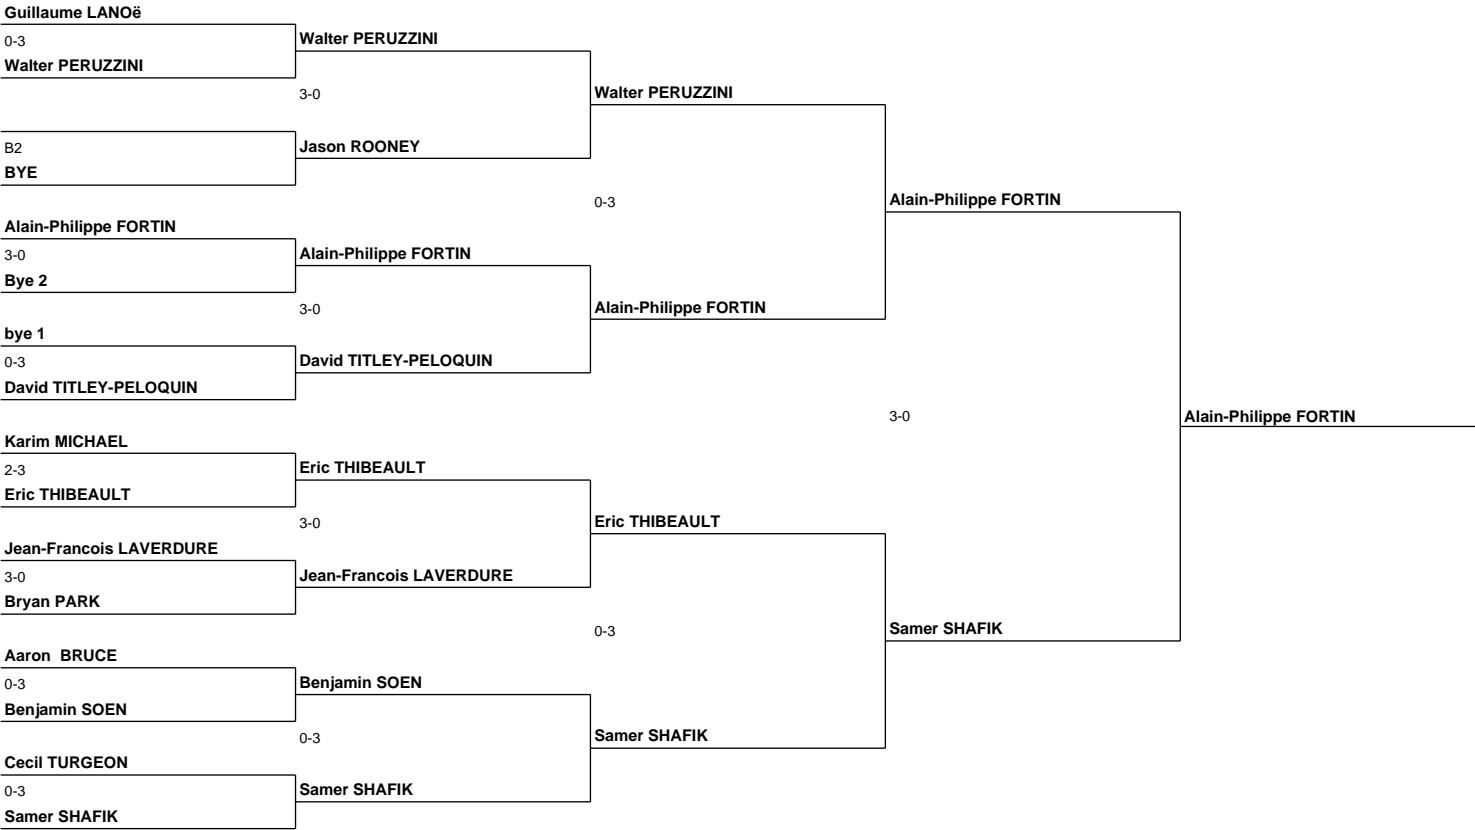 Guillaume LANOë
0-3
Walter PERUZZINI
Walter PERUZZINI
3-0
Walter PERUZZINI
B2
BYE
Jason ROONEY
0-3
Alain-Philippe FORTIN
Alain-Philippe FORTIN
3-0
Bye 2
Alain-Philippe FORTIN
3-0
Alain-Philippe FORTIN
bye 1
0-3
David TITLEY-PELOQUIN
David TITLEY-PELOQUIN
3-0
Alain-Philippe FORTIN
Karim MICHAEL
2-3
Eric THIBEAULT
Eric THIBEAULT
3-0
Eric THIBEAULT
Jean-Francois LAVERDURE
3-0
Bryan PARK
Jean-Francois LAVERDURE
0-3
Samer SHAFIK
Aaron  BRUCE
0-3
Benjamin SOEN
Benjamin SOEN
0-3
Samer SHAFIK
Cecil TURGEON
0-3
Samer SHAFIK
Samer SHAFIK